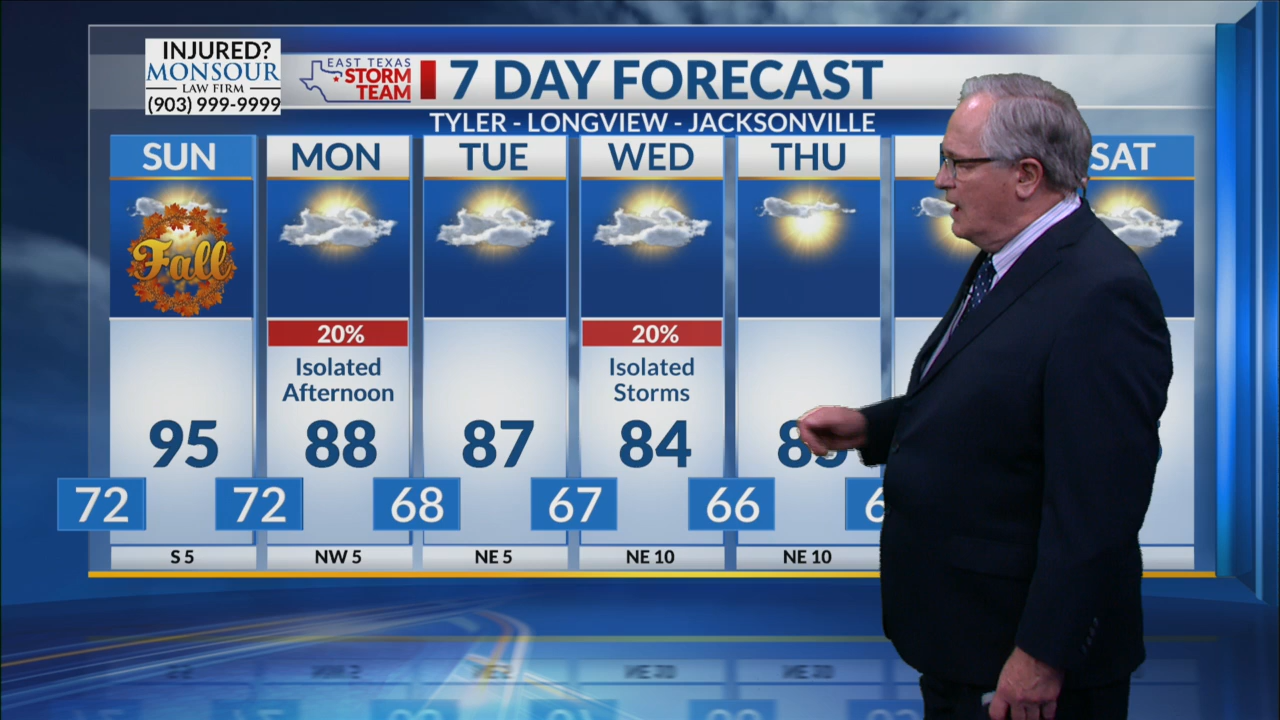 INJURED?
MONSOUR
LAW FIRM
(903) 999-9999
EAST TEXAS
STORM
TEAM
7 DAY FORECAST
TYLER - LONGVIEW - JACKSONVILLE
SUN MON TUE WED THU SAT
Fall
20% 20%
Isolated Afternoon
Isolated Storms
95 88 87 84
72 72 68 67 66
S 5 NW 5 NE 5 NE 10 NE 10